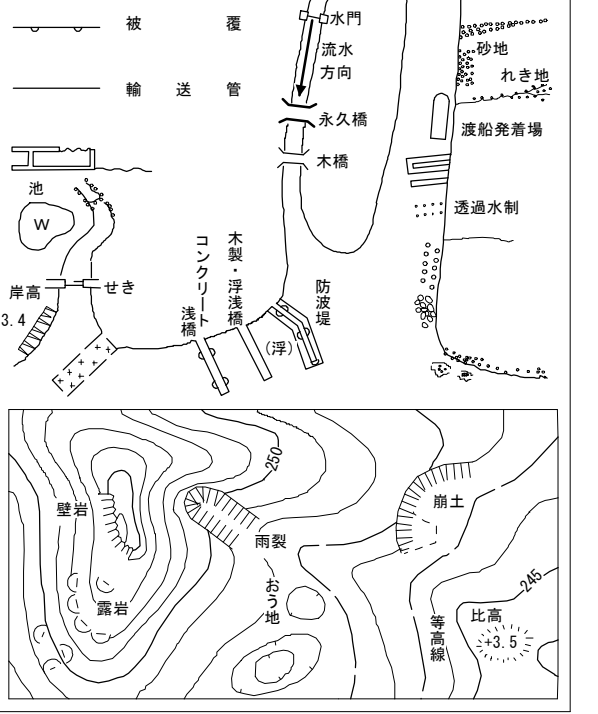 被覆
輸送管
水門
流水
方向
永久橋
木橋
砂地
れき地
渡船発着場
透過水制
池
W
せき
岸高
3.4
コンクリート
浅橋
木製・浮浅橋
防波堤
(浮)
250
壁岩
雨裂
崩土
露岩
おう地
等高線
245
比高
+3.5